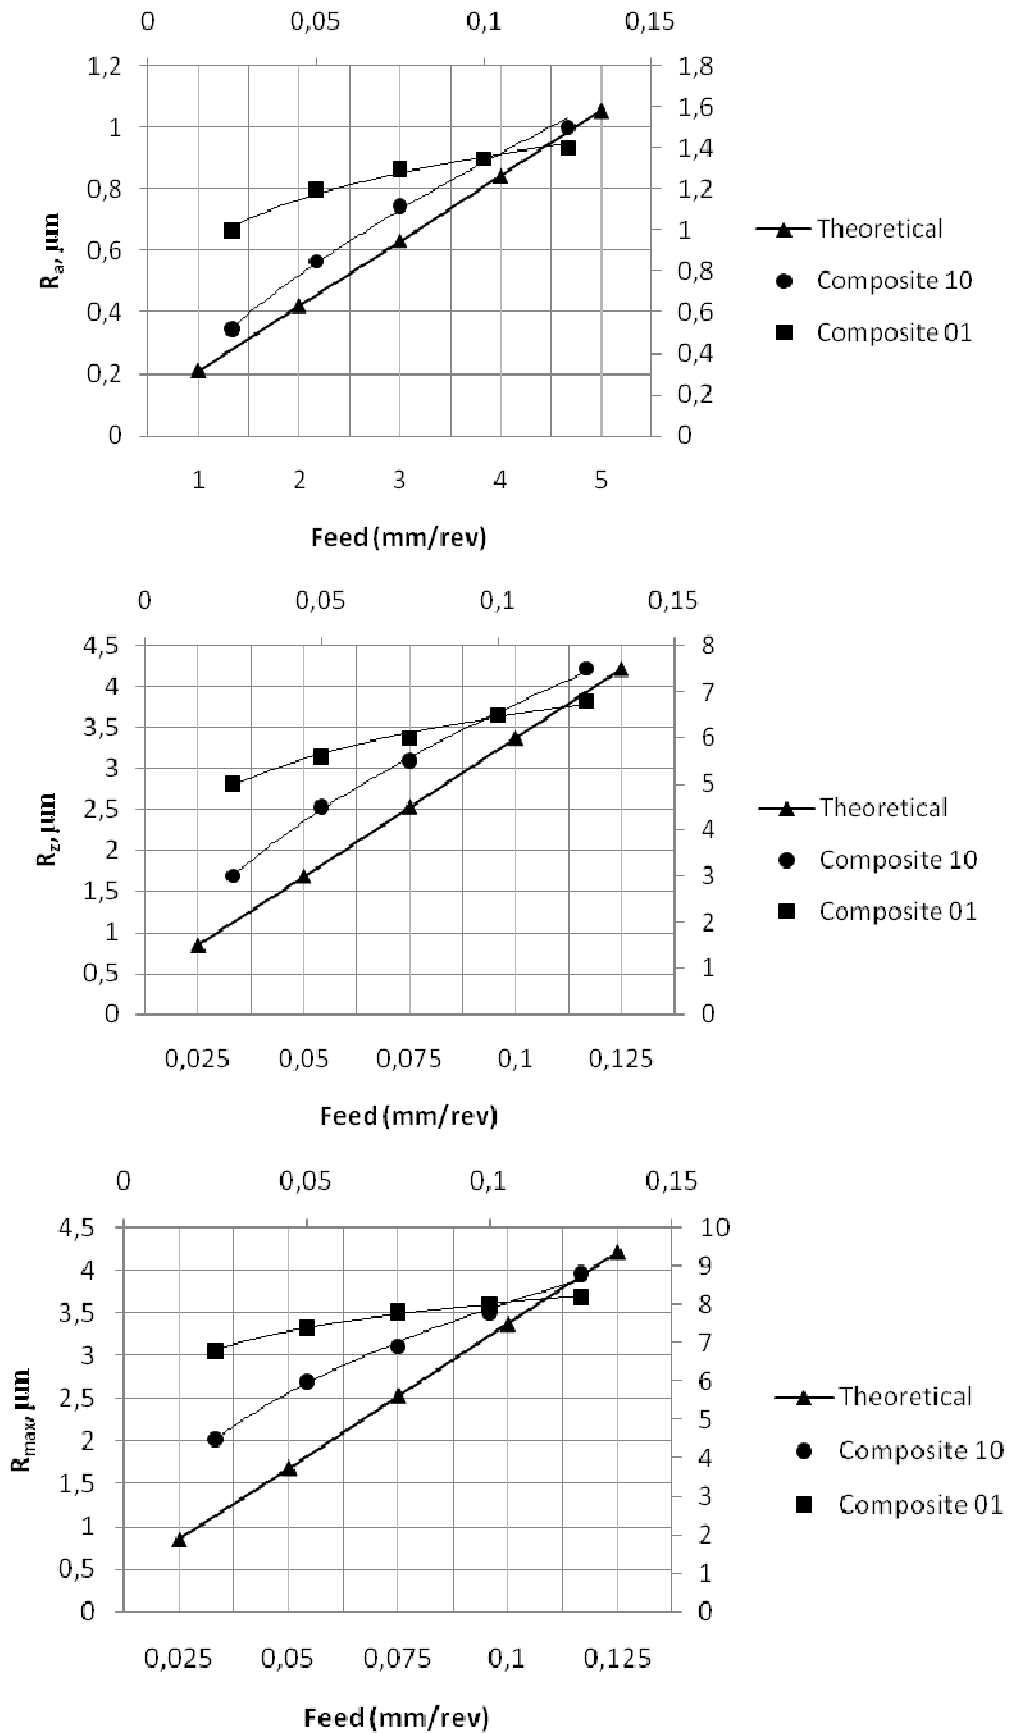 0 0,05 0,1 0,15
1,2 1,8
1,6
1 1,4
0,8 1,2
1
Theoretical
0,6 0,8
Composite 10
0,4 0,6
Composite 01
0,4
0,2 0,2
0 0
Ra, μm
1 2 3 4 5
Feed (mm/rev)
0 0,05 0,1 0,15
4,5 8
4 7
3,5 6
3 5
2,5 4
Theoretical
2 3
Composite 10
1,5 2
Composite 01
1 1
0,5
0 0
Rz, μm
0,025 0,05 0,075 0,1 0,125
Feed (mm/rev)
0 0,05 0,1 0,15
4,5 10
4 9
3,5 8
3 7
6
2,5 5
Theoretical
2 4
Composite 10
1,5 3
Composite 01
1 2
0,5 1
0 0
Rmax, μm
0,025 0,05 0,075 0,1 0,125
Feed (mm/rev)